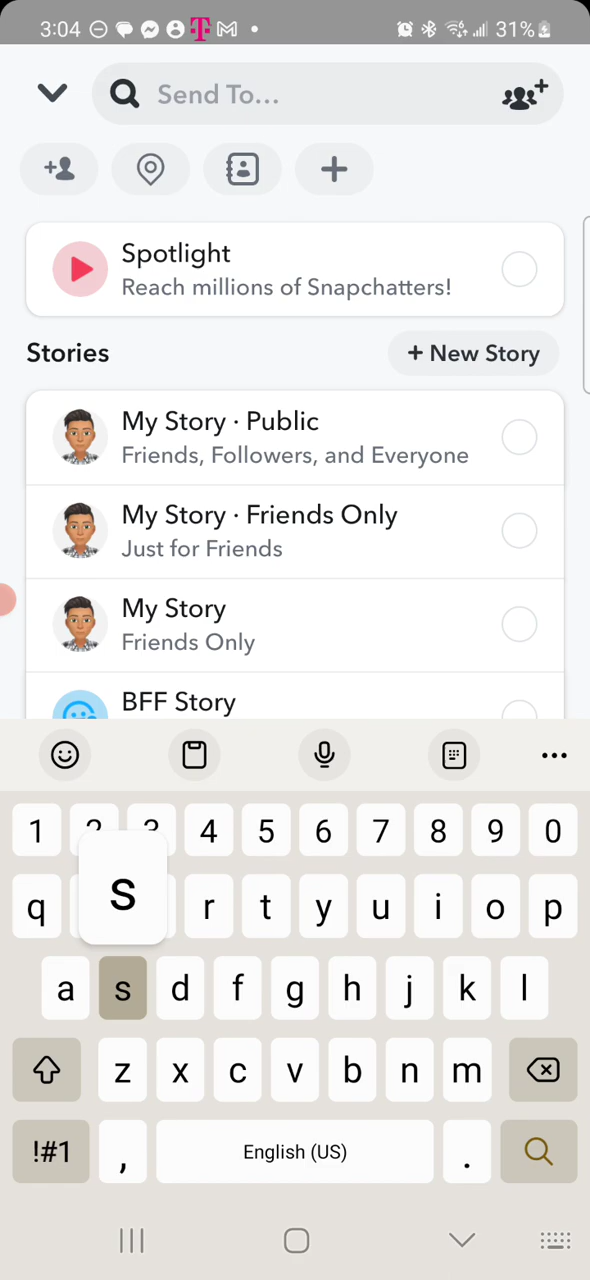 3:04 31%
Send To...
Spotlight
Reach millions of Snapchatters!
Stories + New Story
My Story · Public
Friends, Followers, and Everyone
My Story · Friends Only
Just for Friends
My Story
Friends Only
BFF Story
1 2 3 4 5 6 7 8 9 0
s
q r t y u i o p
a s d f g h j k l
z x c v b n m
!#1 , English (US) .